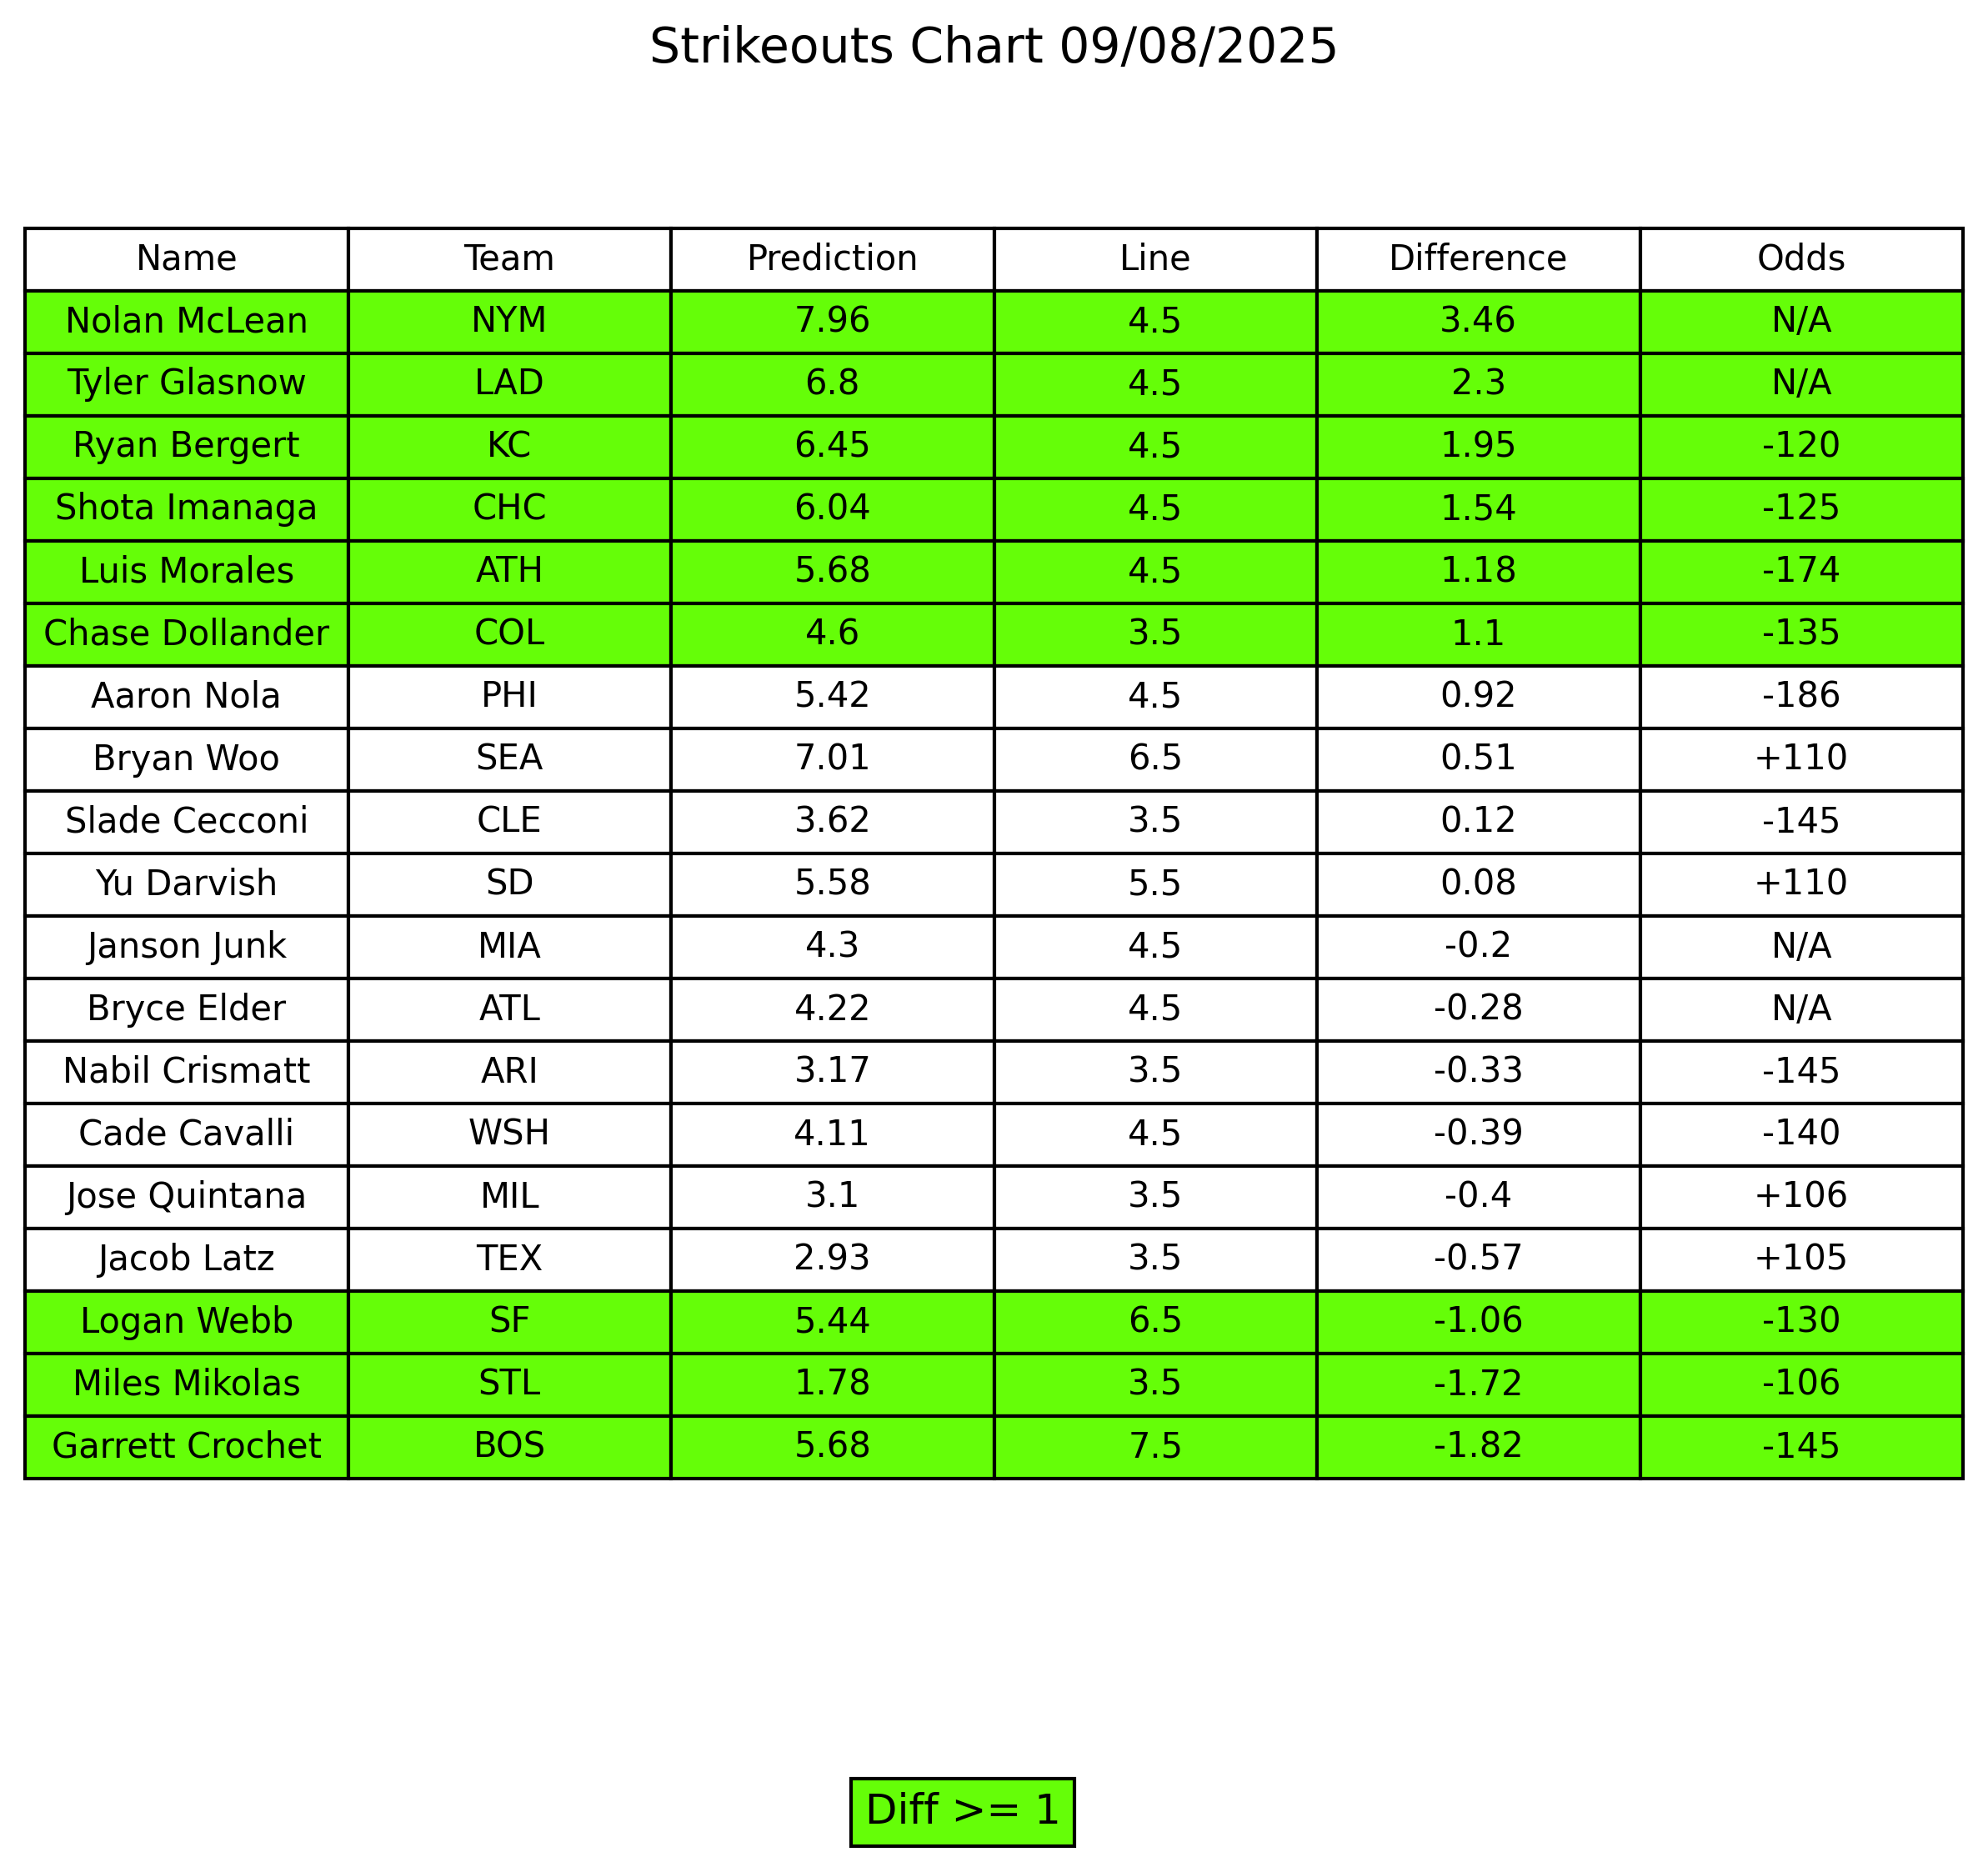 Strikeouts Chart 09/08/2025
Name Team Prediction Line Difference Odds
Nolan McLean NYM 7.96 4.5 3.46 N/A
Tyler Glasnow LAD 6.8 4.5 2.3 N/A
Ryan Bergert KC 6.45 4.5 1.95 -120
Shota Imanaga CHC 6.04 4.5 1.54 -125
Luis Morales ATH 5.68 4.5 1.18 -174
Chase Dollander COL 4.6 3.5 1.1 -135
Aaron Nola PHI 5.42 4.5 0.92 -186
Bryan Woo SEA 7.01 6.5 0.51 +110
Slade Cecconi CLE 3.62 3.5 0.12 -145
Yu Darvish SD 5.58 5.5 0.08 +110
Janson Junk MIA 4.3 4.5 -0.2 N/A
Bryce Elder ATL 4.22 4.5 -0.28 N/A
Nabil Crismatt ARI 3.17 3.5 -0.33 -145
Cade Cavalli WSH 4.11 4.5 -0.39 -140
Jose Quintana MIL 3.1 3.5 -0.4 +106
Jacob Latz TEX 2.93 3.5 -0.57 +105
Logan Webb SF 5.44 6.5 -1.06 -130
Miles Mikolas STL 1.78 3.5 -1.72 -106
Garrett Crochet BOS 5.68 7.5 -1.82 -145
Diff >= 1